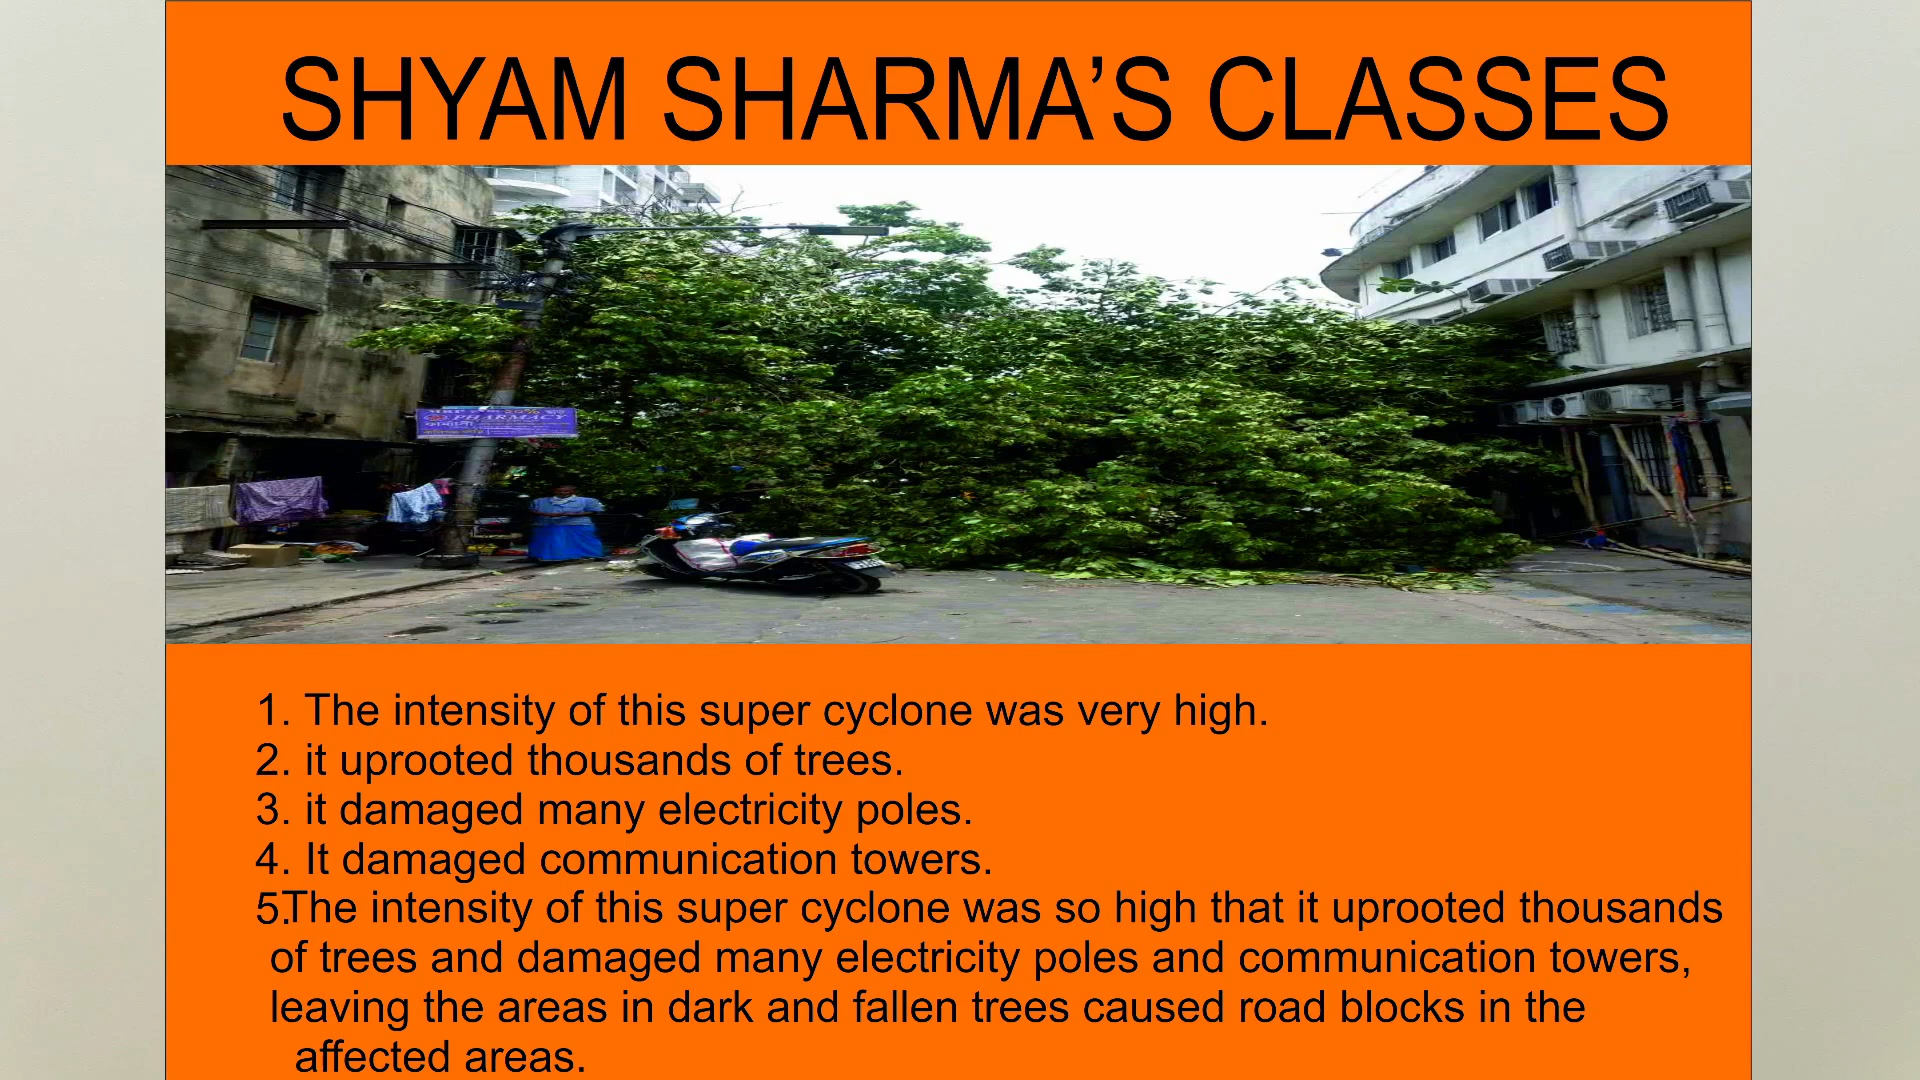 SHYAM SHARMA'S CLASSES
PHARMACY
1. The intensity of this super cyclone was very high.
2. it uprooted thousands of trees.
3. it damaged many electricity poles.
4. It damaged communication towers.
5.The intensity of this super cyclone was so high that it uprooted thousands
of trees and damaged many electricity poles and communication towers,
leaving the areas in dark and fallen trees caused road blocks in the
affected areas.